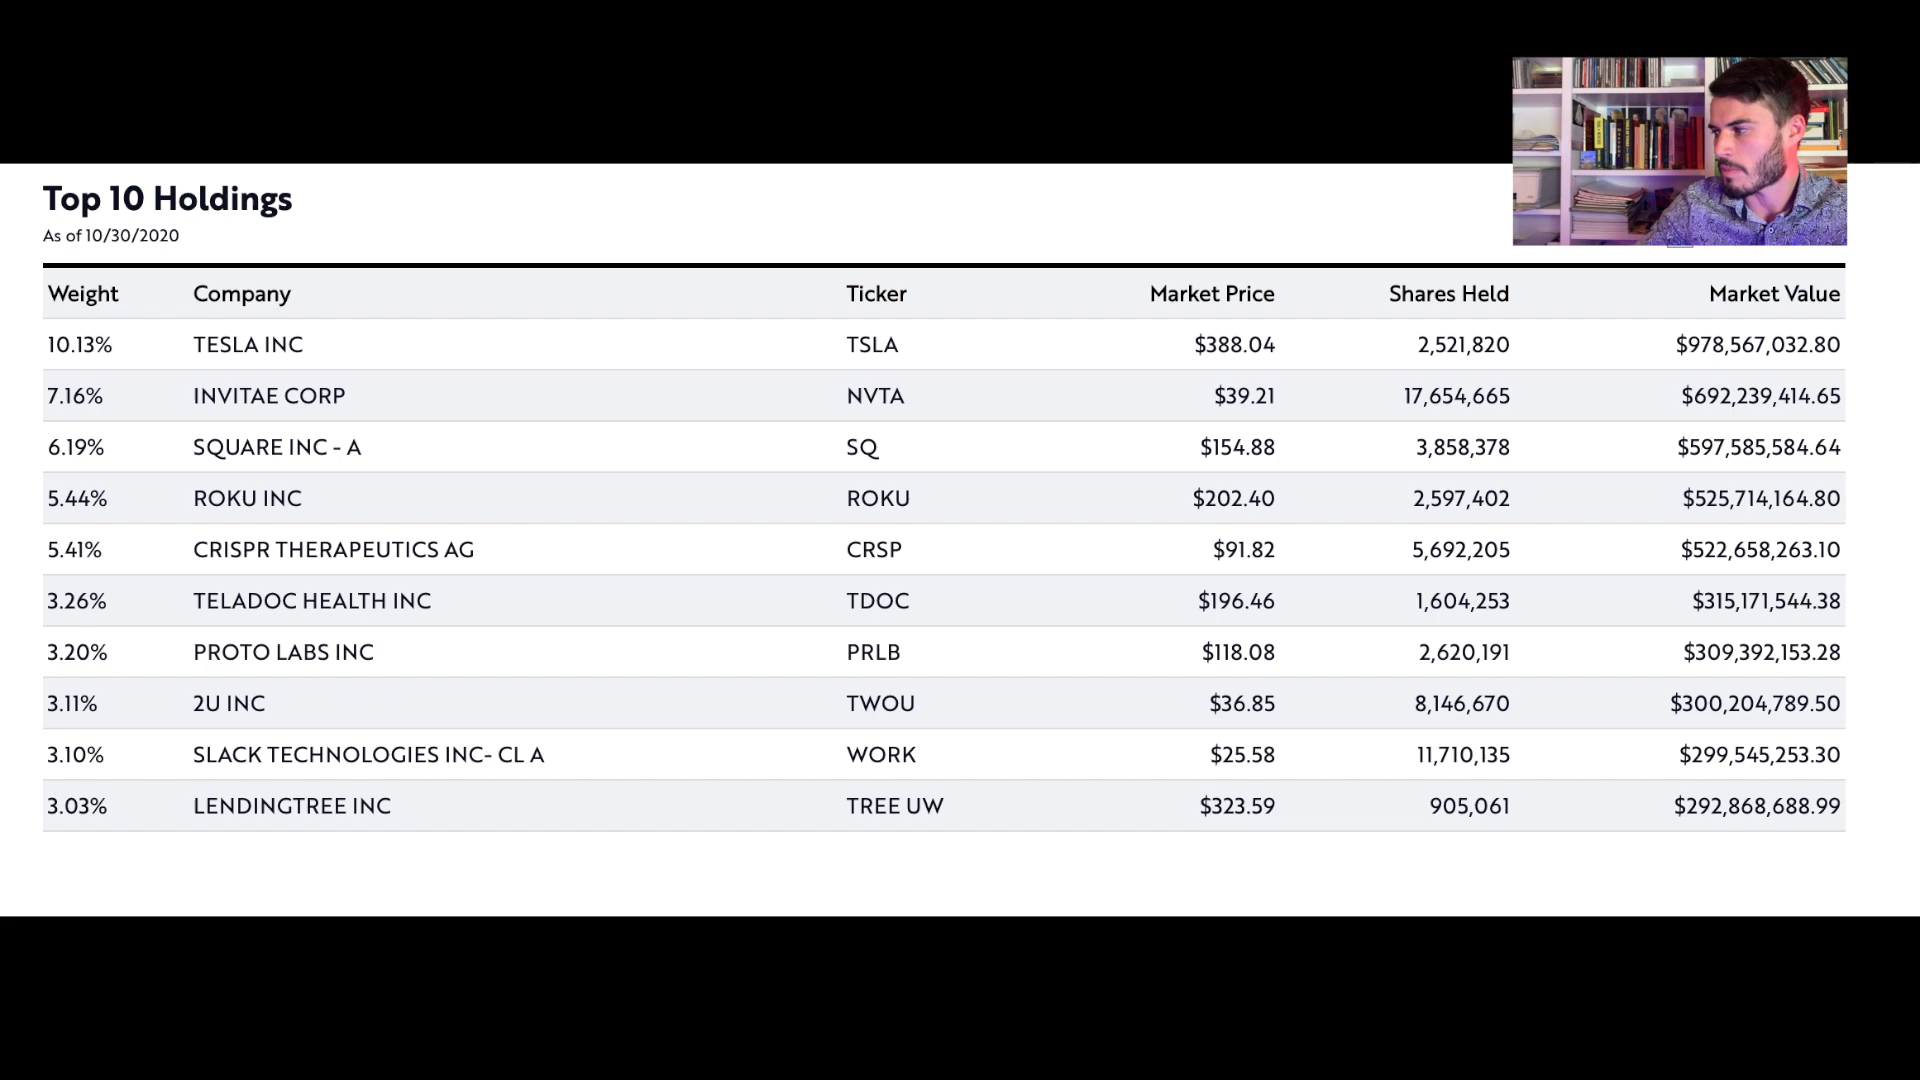 Top 10 Holdings
As of 10/30/2020
Weight Company Ticker Market Price Shares Held Market Value
10.13% TESLA INC TSLA $388.04 2,521,820 $978,567,032.80
7.16% INVITAE CORP NVTA $39.21 17,654,665 $692,239,414.65
6.19% SQUARE INC - A SQ $154.88 3,858,378 $597,585,584.64
5.44% ROKU INC ROKU $202.40 2,597,402 $525,714,164.80
5.41% CRISPR THERAPEUTICS AG CRSP $91.82 5,692,205 $522,658,263.10
3.26% TELADOC HEALTH INC TDOC $196.46 1,604,253 $315,171,544.38
3.20% PROTO LABS INC PRLB $118.08 2,620,191 $309,392,153.28
3.11% 2U INC TWOU $36.85 8,146,670 $300,204,789.50
3.10% SLACK TECHNOLOGIES INC- CL A WORK $25.58 11,710,135 $299,545,253.30
3.03% LENDINGTREE INC TREE UW $323.59 905,061 $292,868,688.99